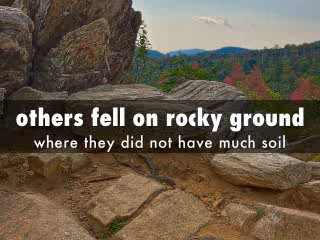 others fell on rocky ground
where they did not have much soil